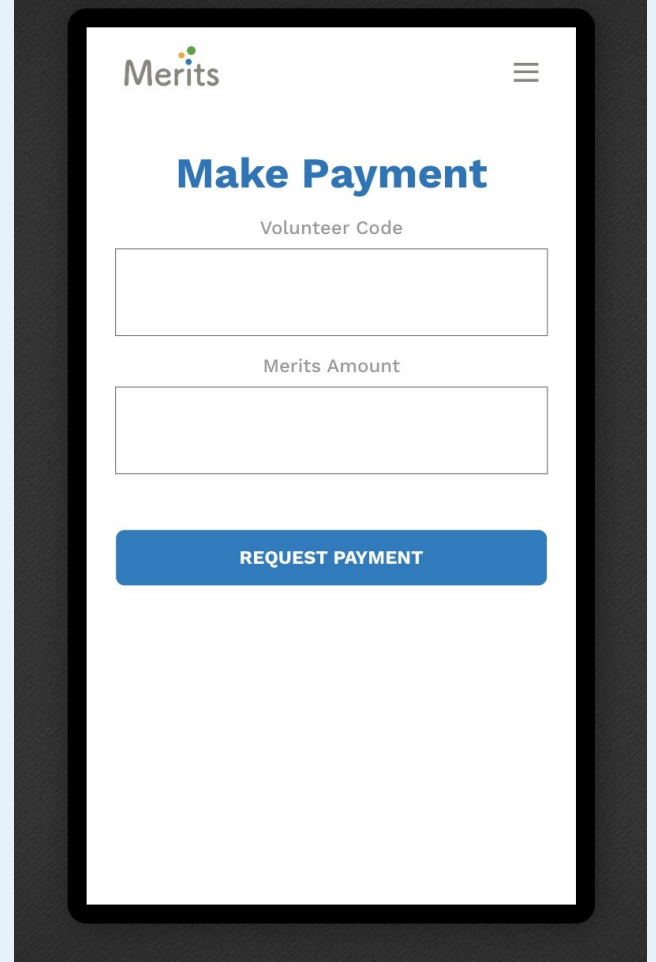 Merits
Make Payment
Volunteer Code
Merits Amount
REQUEST PAYMENT